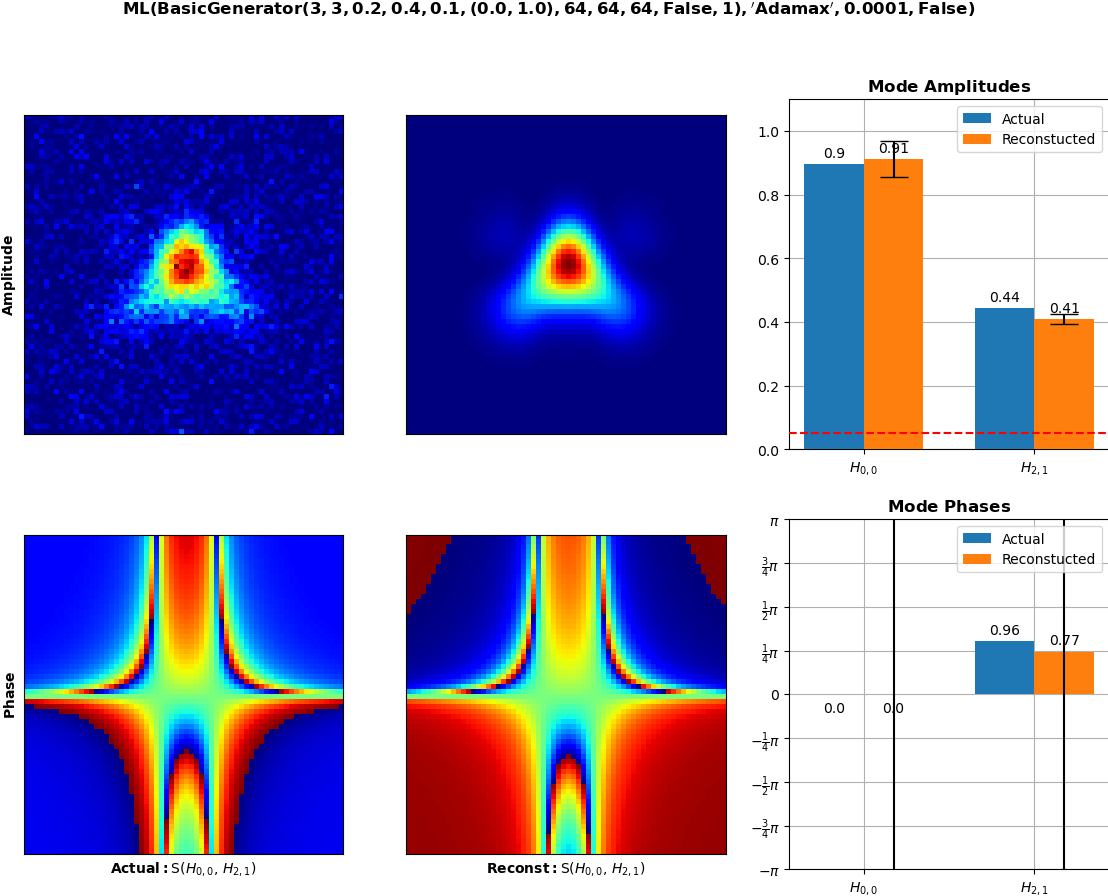 ML(BasicGenerator(3, 3, 0.2, 0.4, 0.1, (0.0, 1.0), 64, 64, 64, False, 1), ′Adamax′, 0.0001, False)
Amplitude
Mode Amplitudes
Actual
Reconstucted
1.0
0.8
0.6
0.4
0.2
0.0
0.9
0.91
0.44
0.41
H0,0
H2,1
Phase
Actual: S(H0,0, H2,1)
Reconst: S(H0,0, H2,1)
Mode Phases
Actual
Reconstucted
π
3/4π
1/2π
1/4π
0
−1/4π
−1/2π
−3/4π
−π
0.0
0.0
0.96
0.77
H0,0
H2,1